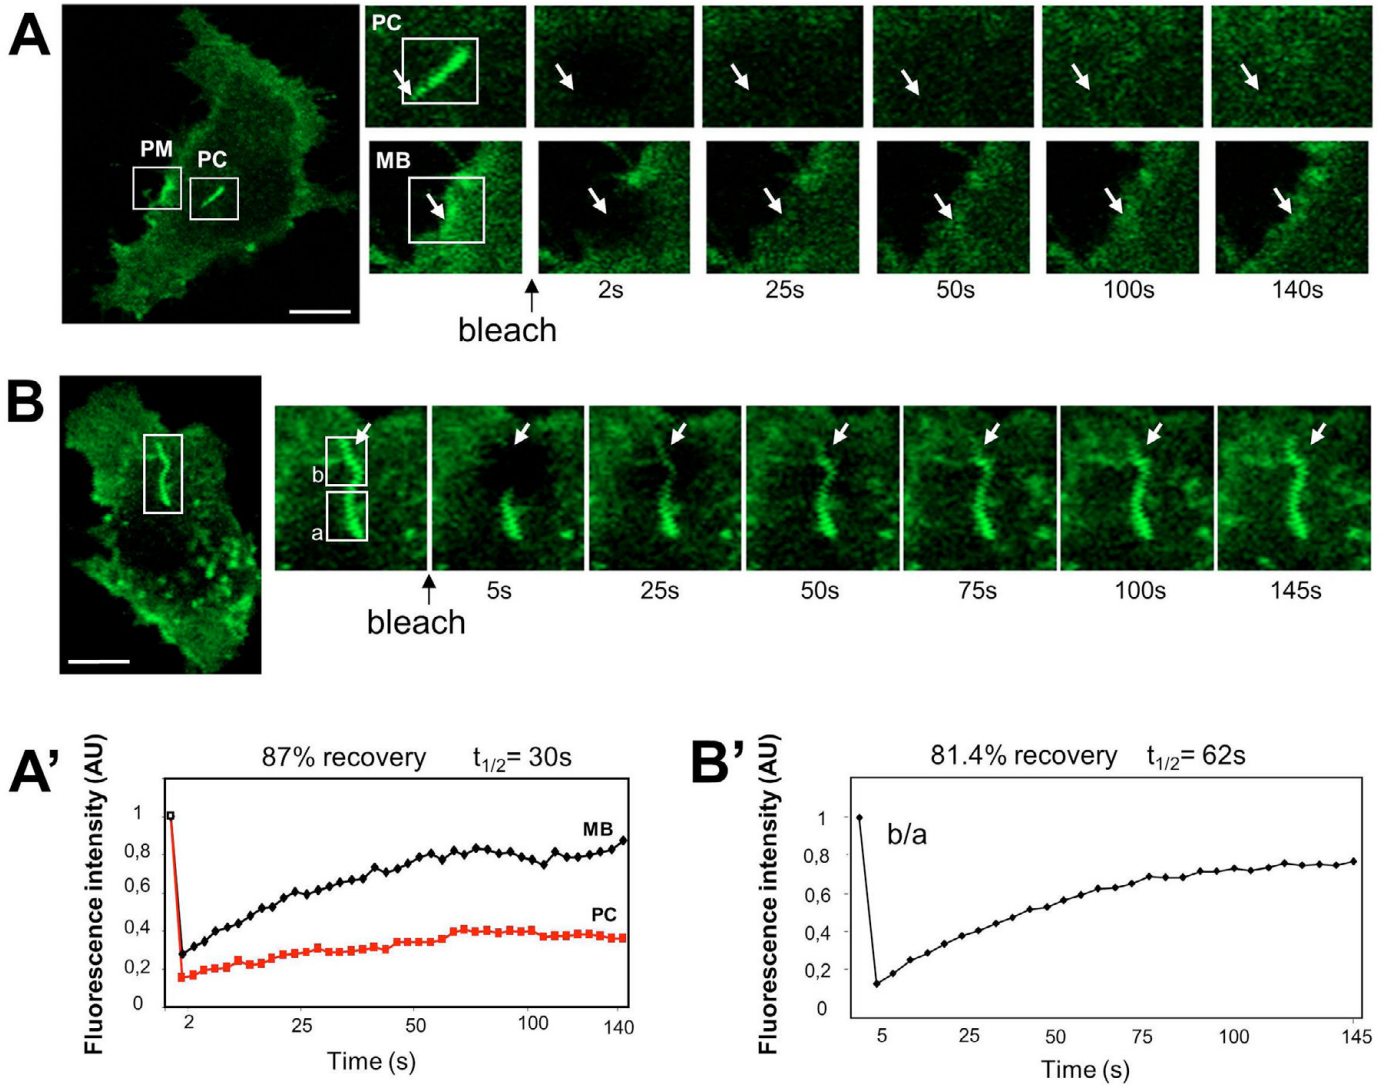 A
PM
PC
PC
MB
2s
25s
50s
100s
140s
bleach
B
b
a
5s
25s
50s
75s
100s
145s
bleach
A'
87% recovery t1/2= 30s
Fluorescence intensity (AU)
1
0,8
0,6
0,4
0,2
0
MB
PC
2
25
50
100
140
Time (s)
B'
81.4% recovery t1/2= 62s
Fluorescence intensity (AU)
1
0,8
0,6
0,4
0,2
0
b/a
5
25
50
75
100
145
Time (s)